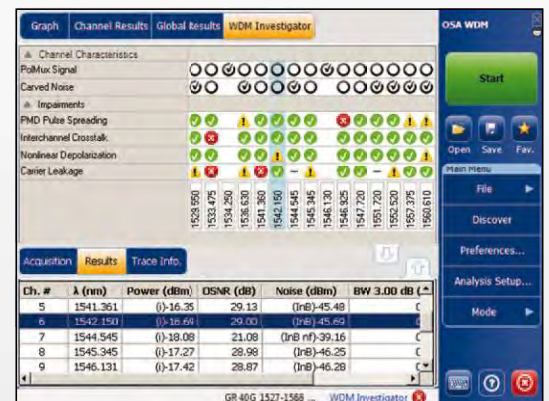 Graph Channel Results Global Results WDM Investigator
OSA WDM
Channel Characteristics
PolMux Signal
Carved Noise
Impairments
PMD Pulse Spreading
Interchannel Crosstalk
Nonlinear Depolarization
Carrier Leakage
1529.550 1533.475 1534.250 1536.630 1541.360 1542.150 1544.545 1545.345 1546.130 1546.925 1547.720 1551.720 1552.520 1557.375 1560.610
Start
Open Save Fav.
Main Menu
File
Discover
Preferences...
Analysis Setup...
Mode
Acquisition Results Trace Info.
Ch. # λ (nm) Power (dBm) OSNR (dB) Noise (dBm) BW 3.00 dB (
5 1541.361 (i)-16.35 29.13 (InB)-45.48
6 1542.150 (i)-16.69 29.00 (InB)-45.69
7 1544.545 (i)-18.08 21.08 (InB nf)-39.16
8 1545.345 (i)-17.27 28.98 (InB)-46.25
9 1546.131 (i)-17.42 28.87 (InB)-46.28
GR 40G 1527-1568 ... WDM Investigator